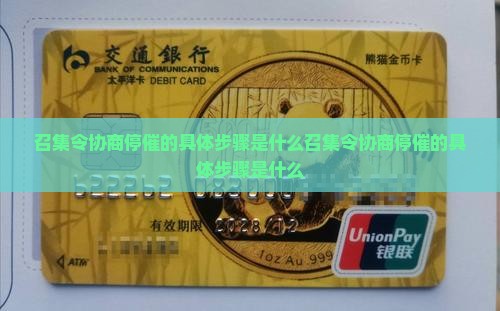 交通銀行
BANK OF COMMUNICATIONS
太平洋卡 DEBIT CARD
熊猫金币卡
召集令协商停催的具体步骤是什么召集令协商停催的具
体步骤是什么
622262
有效期限 2028/12
ATM
1oz Au .999
UnionPay
银联